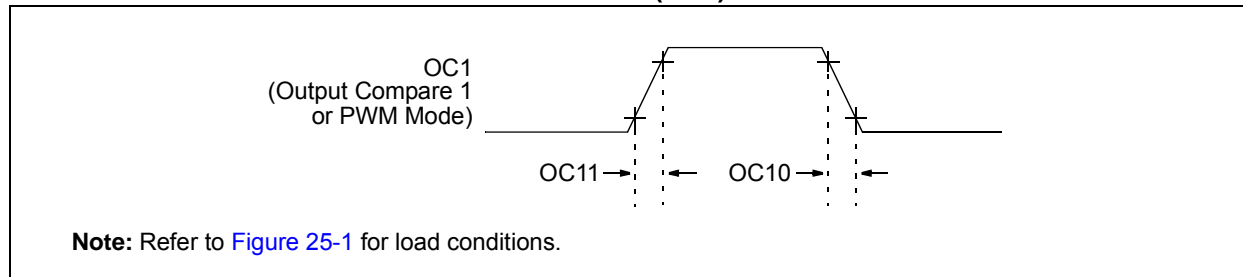 OC1
(Output Compare 1
or PWM Mode)
OC11
OC10
Note: Refer to Figure 25-1 for load conditions.